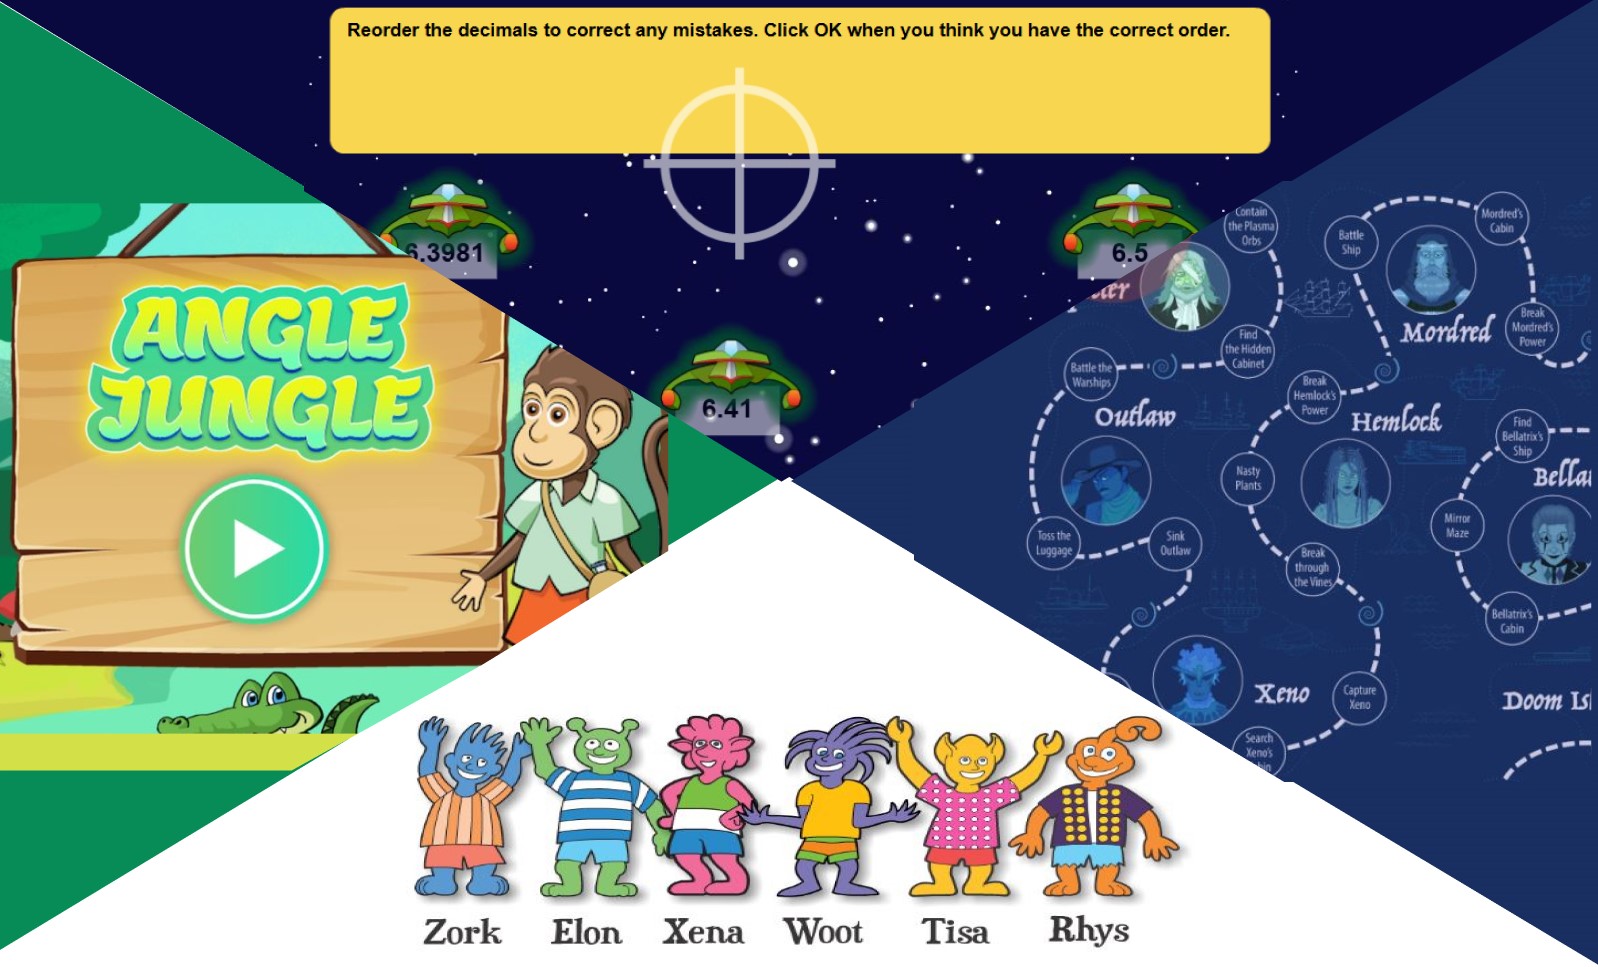 Reorder the decimals to correct any mistakes. Click OK when you think you have the correct order.
6.3981
6.5
6.41
ANGLE
JUNGLE
Contain
the Plasma
Orbs
Battle
Ship
Mordred's
Cabin
Mordred
Break
Mordred's
Power
Find
the Hidden
Cabinet
Battle the
Warships
Outlaw
Break
Hemlock's
Power
Hemlock
Find
Bellatrix's
Ship
Nasty
Plants
Mirror
Maze
Toss the
Luggage
Sink
Outlaw
Break
through
the Vines
Bellatrix's
Cabin
Xeno
Capture
Xeno
Search
Xeno's
Zork
Elon
Xena
Woot
Tisa
Rhys